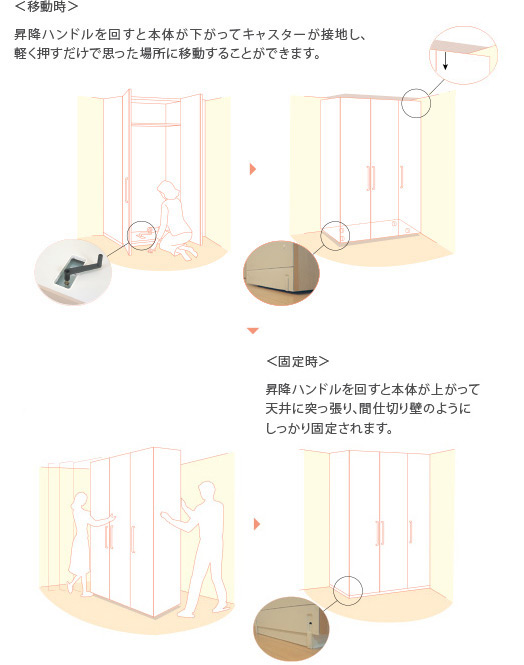 ＜移動時＞
昇降ハンドルを回すと本体が下がってキャスターが接地し、
軽く押すだけで思った場所に移動することができます。
＜固定時＞
昇降ハンドルを回すと本体が上がって
天井に突っ張り、間仕切り壁のように
しっかり固定されます。